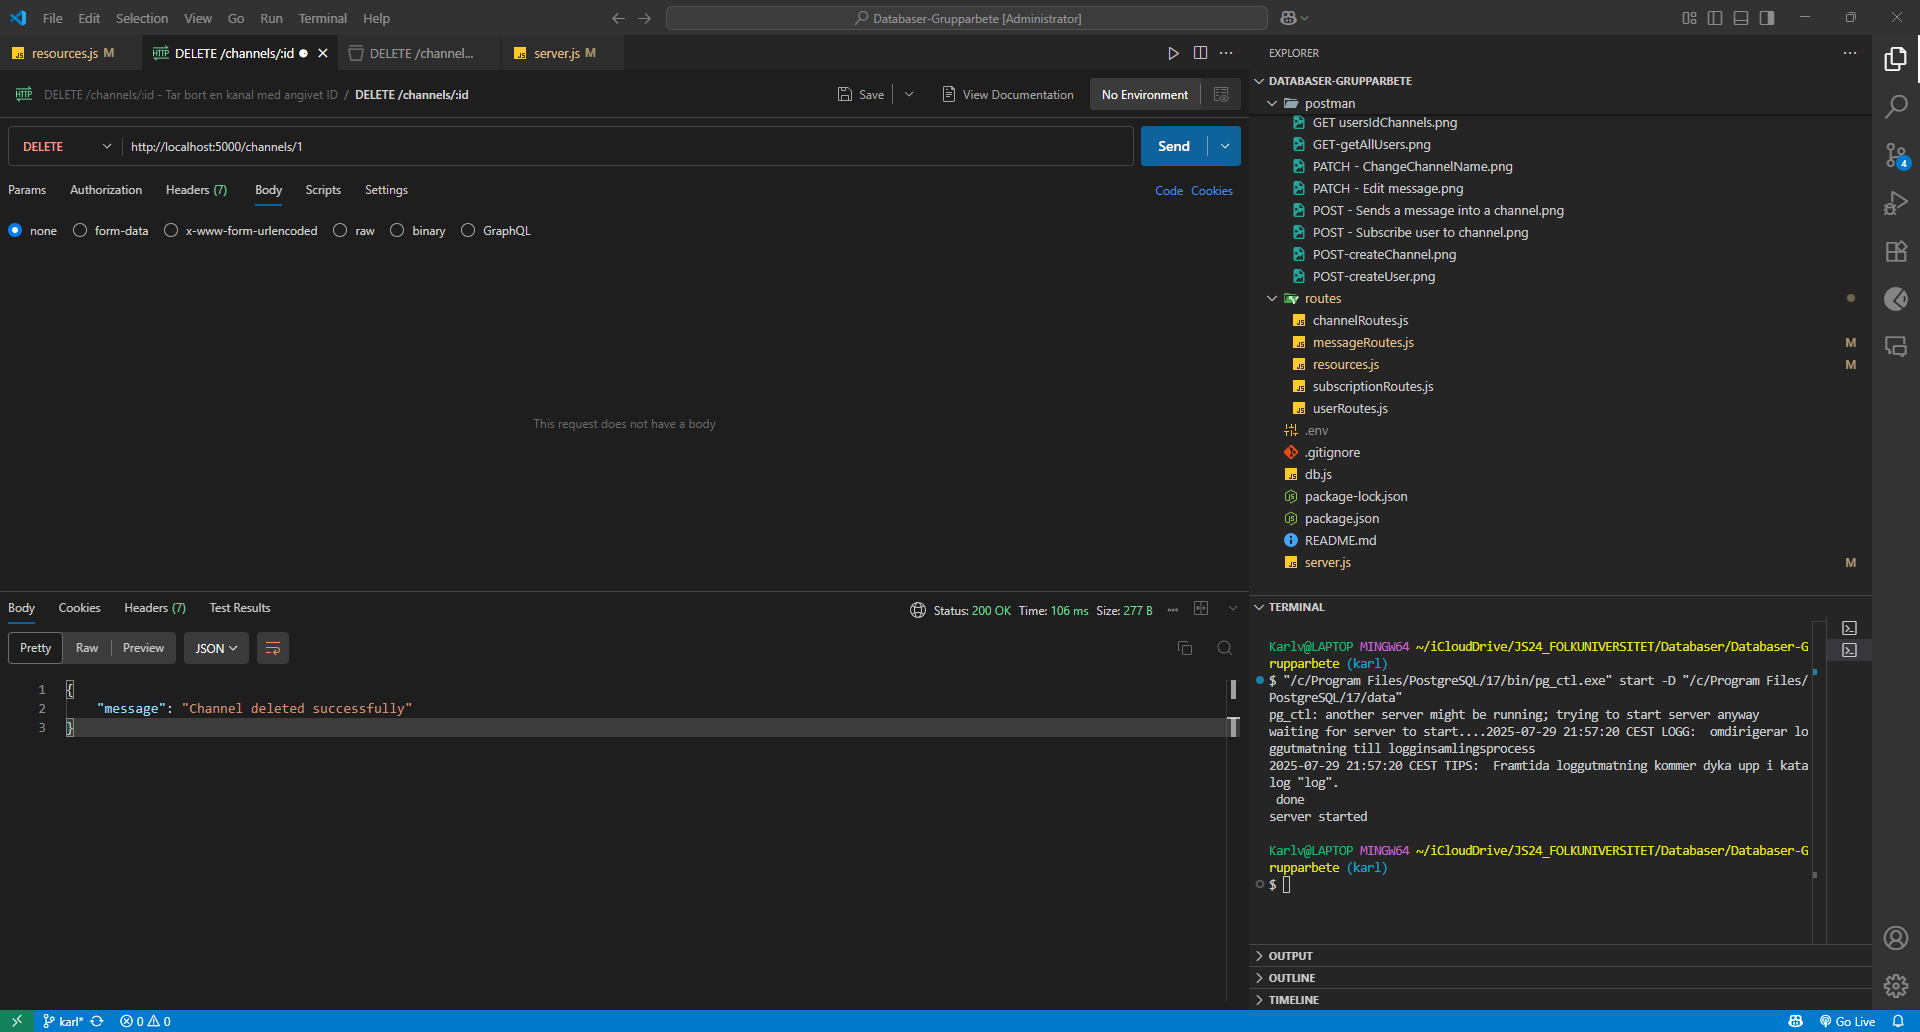 File Edit Selection View Go Run Terminal Help
Databaser-Grupparbete [Administrator]
resources.js M
DELETE /channels/:id
DELETE /channel...
server.js M
DELETE /channels/:id - Tar bort en kanal med angivet ID / DELETE /channels/:id
Save
View Documentation
No Environment
DELETE
http://localhost:5000/channels/1
Send
Params Authorization Headers (7) Body Scripts Settings
Code Cookies
none form-data x-www-form-urlencoded raw binary GraphQL
This request does not have a body
Body Cookies Headers (7) Test Results
Status: 200 OK Time: 106 ms Size: 277 B
Pretty Raw Preview JSON
1 {
2 "message": "Channel deleted successfully"
3 }
EXPLORER
DATABASER-GRUPPARBETE
postman
GET usersIdChannels.png
GET-getAllUsers.png
PATCH - ChangeChannelName.png
PATCH - Edit message.png
POST - Sends a message into a channel.png
POST - Subscribe user to channel.png
POST-createChannel.png
POST-createUser.png
routes
channelRoutes.js
messageRoutes.js M
resources.js M
subscriptionRoutes.js
userRoutes.js
.env
.gitignore
db.js
package-lock.json
package.json
README.md
server.js M
4
TERMINAL
Karlv@LAPTOP MINGW64 ~/iCloudDrive/JS24_FOLKUNIVERSITET/Databaser/Databaser-G
rupparbete (karl)
$ "/c/Program Files/PostgreSQL/17/bin/pg_ctl.exe" start -D "/c/Program Files/
PostgreSQL/17/data"
pg_ctl: another server might be running; trying to start server anyway
waiting for server to start....2025-07-29 21:57:20 CEST LOGG:  omdirigerar lo
ggutmatning till logginsamlingsprocess
2025-07-29 21:57:20 CEST TIPS:  Framtida loggutmatning kommer dyka upp i kata
log "log".
done
server started
Karlv@LAPTOP MINGW64 ~/iCloudDrive/JS24_FOLKUNIVERSITET/Databaser/Databaser-G
rupparbete (karl)
$
OUTPUT
OUTLINE
TIMELINE
karl* 0 0
Go Live